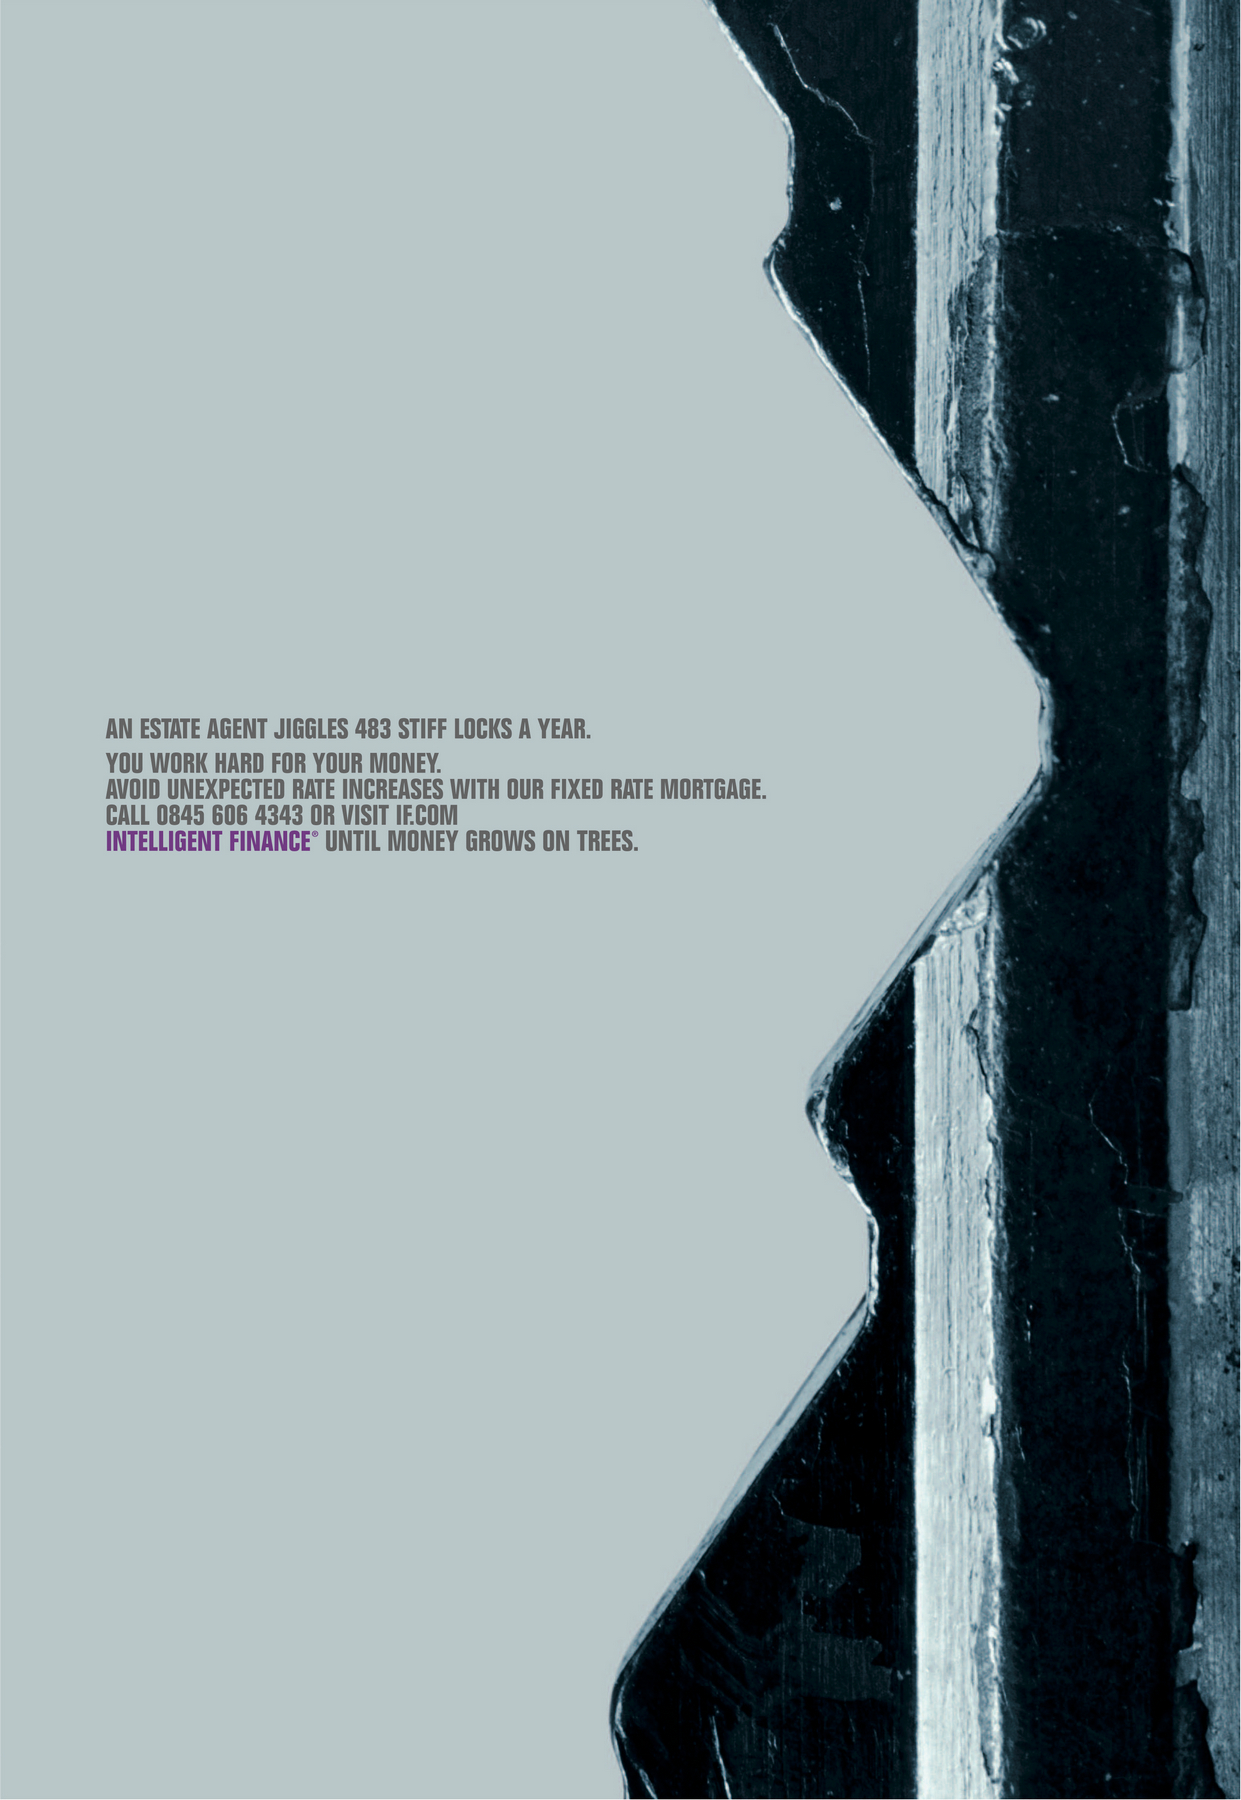 AN ESTATE AGENT JIGGLES 483 STIFF LOCKS A YEAR.
YOU WORK HARD FOR YOUR MONEY.
AVOID UNEXPECTED RATE INCREASES WITH OUR FIXED RATE MORTGAGE.
CALL 0845 606 4343 OR VISIT IF.COM
INTELLIGENT FINANCE® UNTIL MONEY GROWS ON TREES.